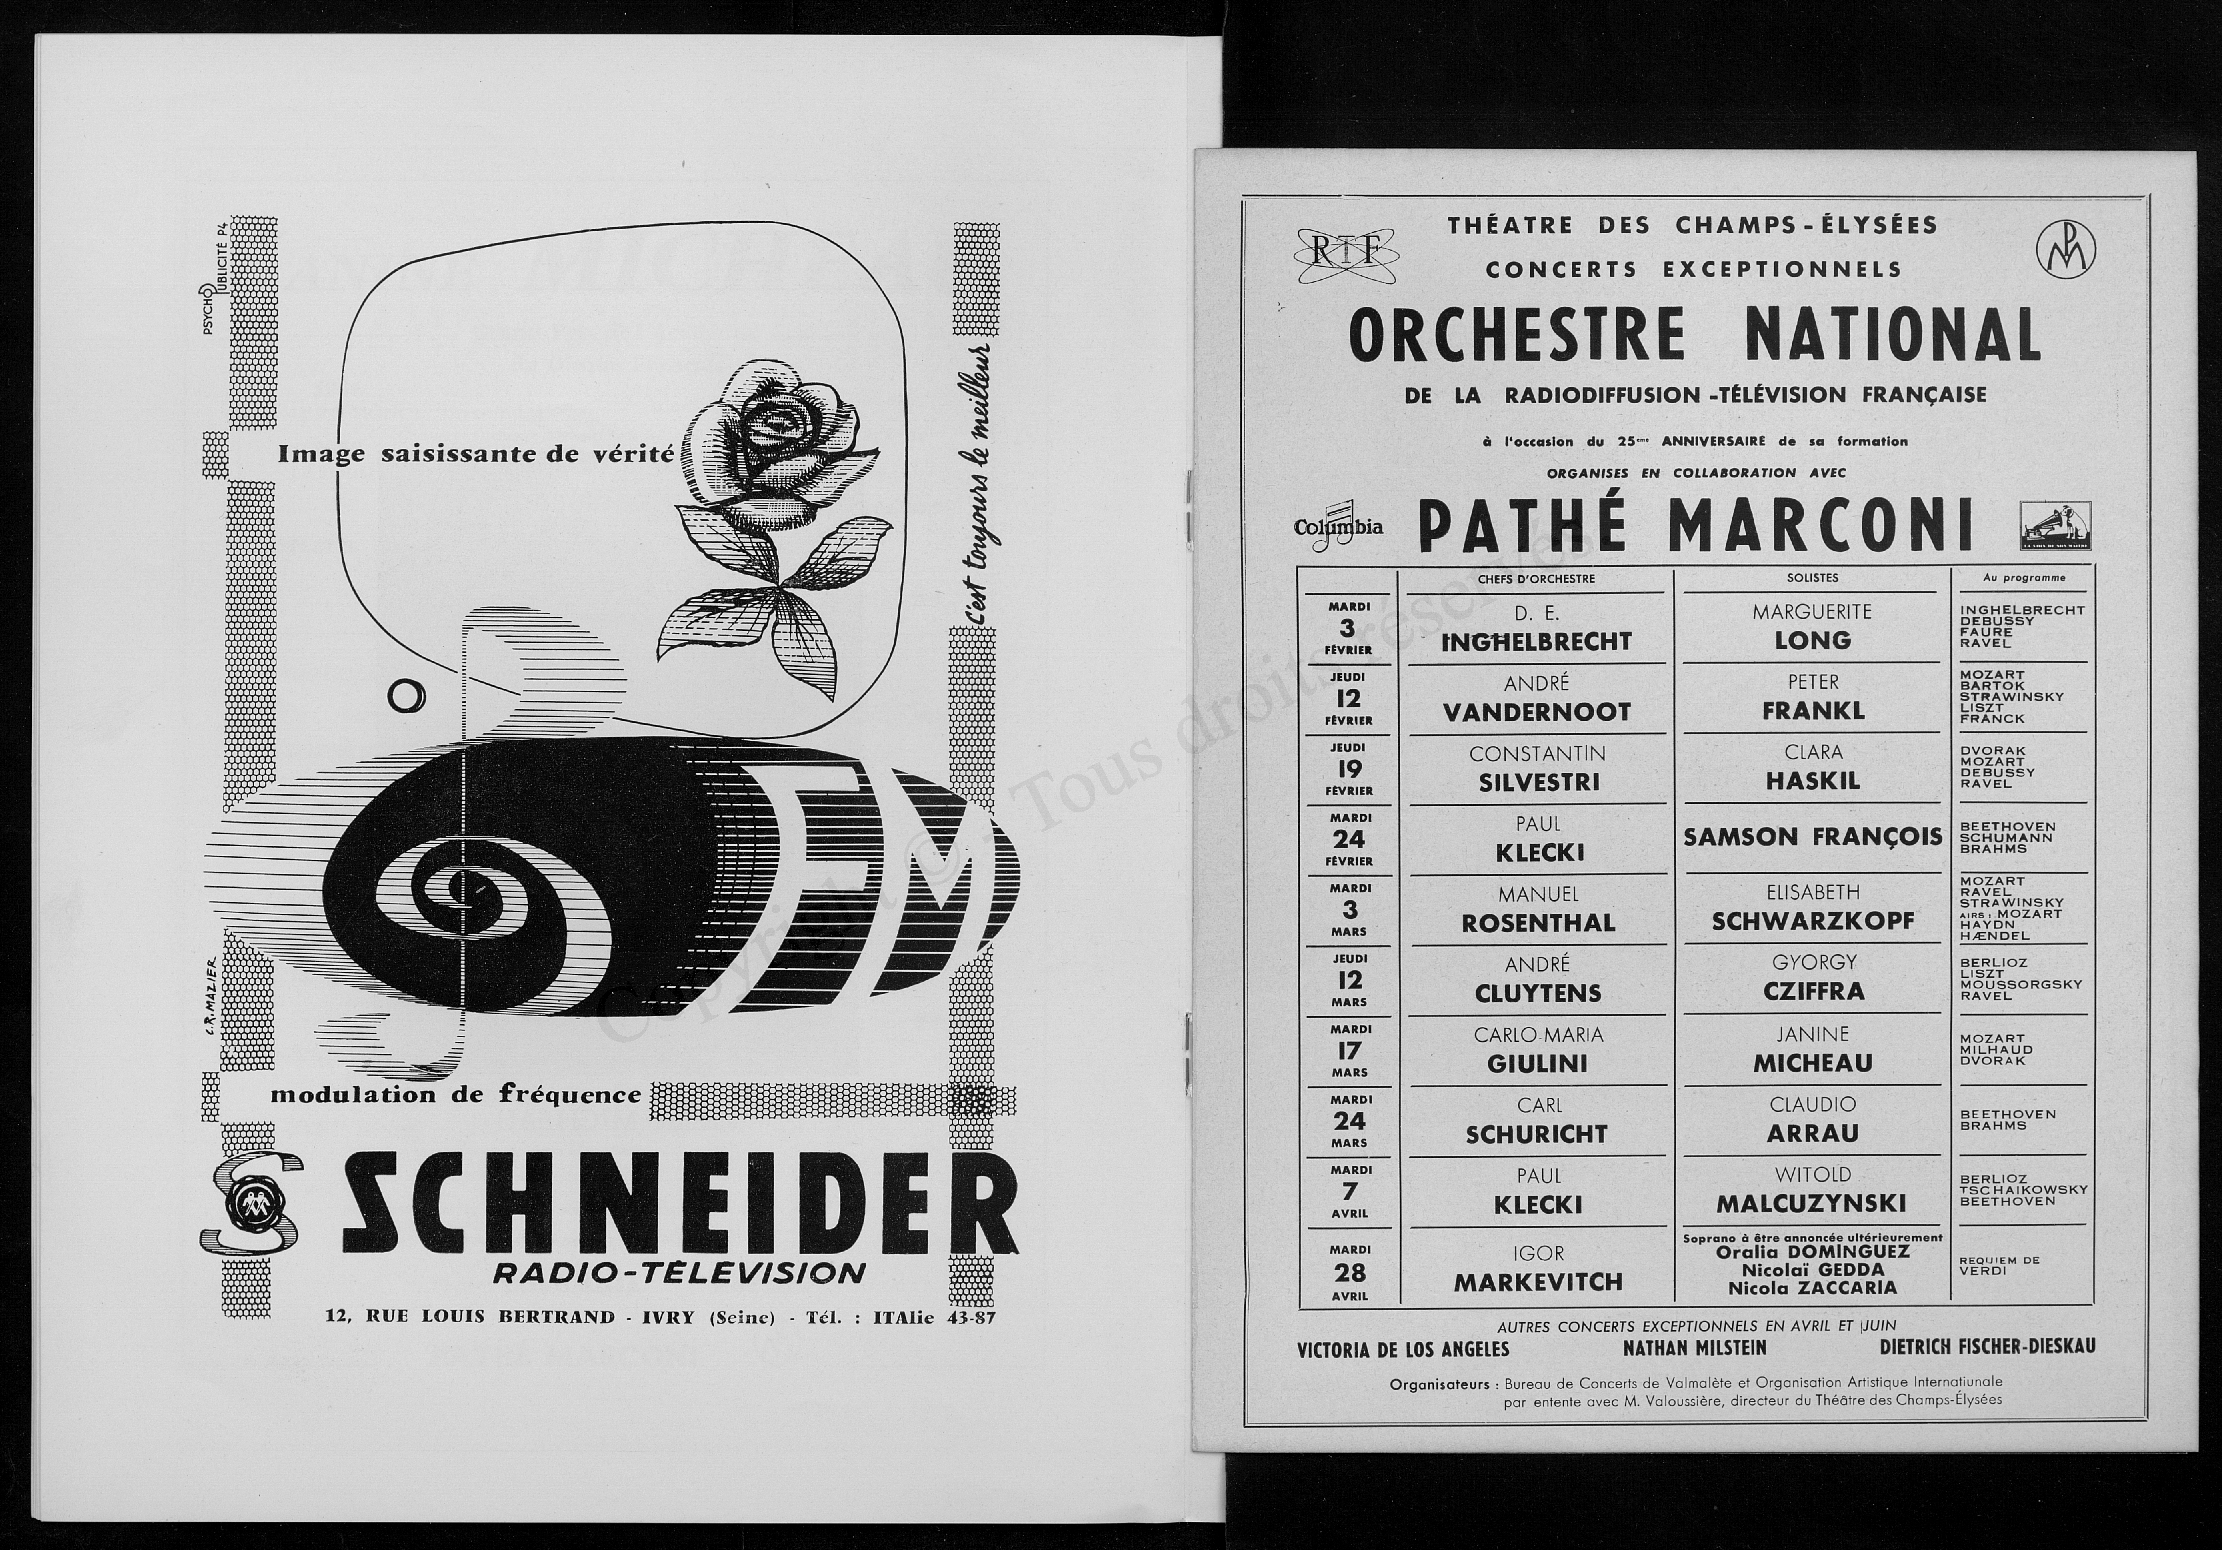 PSYCHO PUBLICITÉ P4
Image saisissante de vérité
C'est toujours le meilleur
FM
C.R. MAZIER
modulation de fréquence
SCHNEIDER
RADIO-TÉLÉVISION
12, RUE LOUIS BERTRAND - IVRY (Seine) - Tél. : ITAlie 43-87
Copyright © - Tous droits réservés
RTF
THÉATRE DES CHAMPS-ÉLYSÉES
CONCERTS EXCEPTIONNELS
ORCHESTRE NATIONAL
DE LA RADIODIFFUSION-TÉLÉVISION FRANÇAISE
à l'occasion du 25ème ANNIVERSAIRE de sa formation
ORGANISES EN COLLABORATION AVEC
Columbia
PATHÉ MARCONI
LA VOIX DE SON MAITRE
CHEFS D'ORCHESTRE SOLISTES Au programme
MARDI
3
FÉVRIER
D. E.
INGHELBRECHT
MARGUERITE
LONG
INGHELBRECHT
DEBUSSY
FAURE
RAVEL
JEUDI
12
FÉVRIER
ANDRÉ
VANDERNOOT
PETER
FRANKL
MOZART
BARTOK
STRAWINSKY
LISZT
FRANCK
JEUDI
19
FÉVRIER
CONSTANTIN
SILVESTRI
CLARA
HASKIL
DVORAK
MOZART
DEBUSSY
RAVEL
MARDI
24
FÉVRIER
PAUL
KLECKI
SAMSON FRANÇOIS
BEETHOVEN
SCHUMANN
BRAHMS
MARDI
3
MARS
MANUEL
ROSENTHAL
ELISABETH
SCHWARZKOPF
MOZART
RAVEL
STRAWINSKY
AIRS : MOZART
HAYDN
HÆNDEL
JEUDI
12
MARS
ANDRÉ
CLUYTENS
GYORGY
CZIFFRA
BERLIOZ
LISZT
MOUSSORGSKY
RAVEL
MARDI
17
MARS
CARLO-MARIA
GIULINI
JANINE
MICHEAU
MOZART
MILHAUD
DVORAK
MARDI
24
MARS
CARL
SCHURICHT
CLAUDIO
ARRAU
BEETHOVEN
BRAHMS
MARDI
7
AVRIL
PAUL
KLECKI
WITOLD
MALCUZYNSKI
BERLIOZ
TSCHAIKOWSKY
BEETHOVEN
MARDI
28
AVRIL
IGOR
MARKEVITCH
Soprano à être annoncée ultérieurement
Oralia DOMINGUEZ
Nicolaï GEDDA
Nicola ZACCARIA
REQUIEM DE
VERDI
AUTRES CONCERTS EXCEPTIONNELS EN AVRIL ET JUIN
VICTORIA DE LOS ANGELES NATHAN MILSTEIN DIETRICH FISCHER-DIESKAU
Organisateurs : Bureau de Concerts de Valmalète et Organisation Artistique Internationale
par entente avec M. Valoussière, directeur du Théâtre des Champs-Élysées